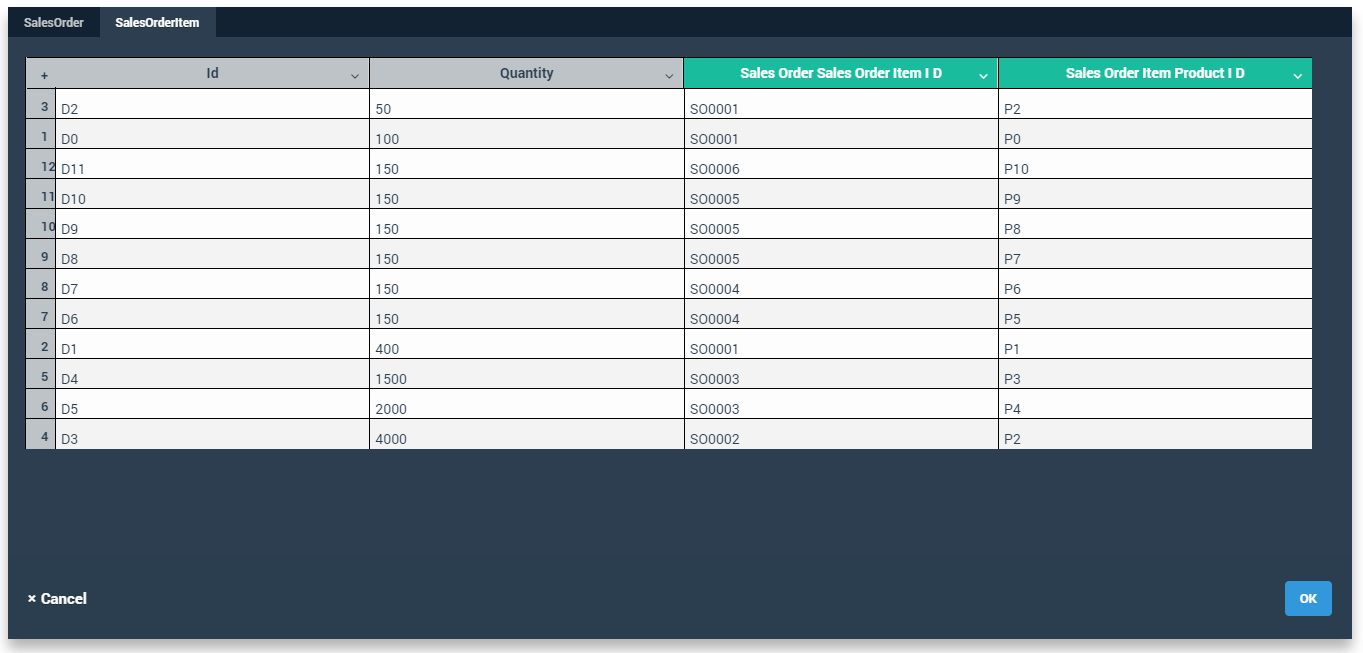 SalesOrder SalesOrderItem
+ Id Quantity Sales Order Sales Order Item I D Sales Order Item Product I D
3 D2 50 SO0001 P2
1 D0 100 SO0001 P0
12 D11 150 SO0006 P10
11 D10 150 SO0005 P9
10 D9 150 SO0005 P8
9 D8 150 SO0005 P7
8 D7 150 SO0004 P6
7 D6 150 SO0004 P5
2 D1 400 SO0001 P1
5 D4 1500 SO0003 P3
6 D5 2000 SO0003 P4
4 D3 4000 SO0002 P2
× Cancel OK